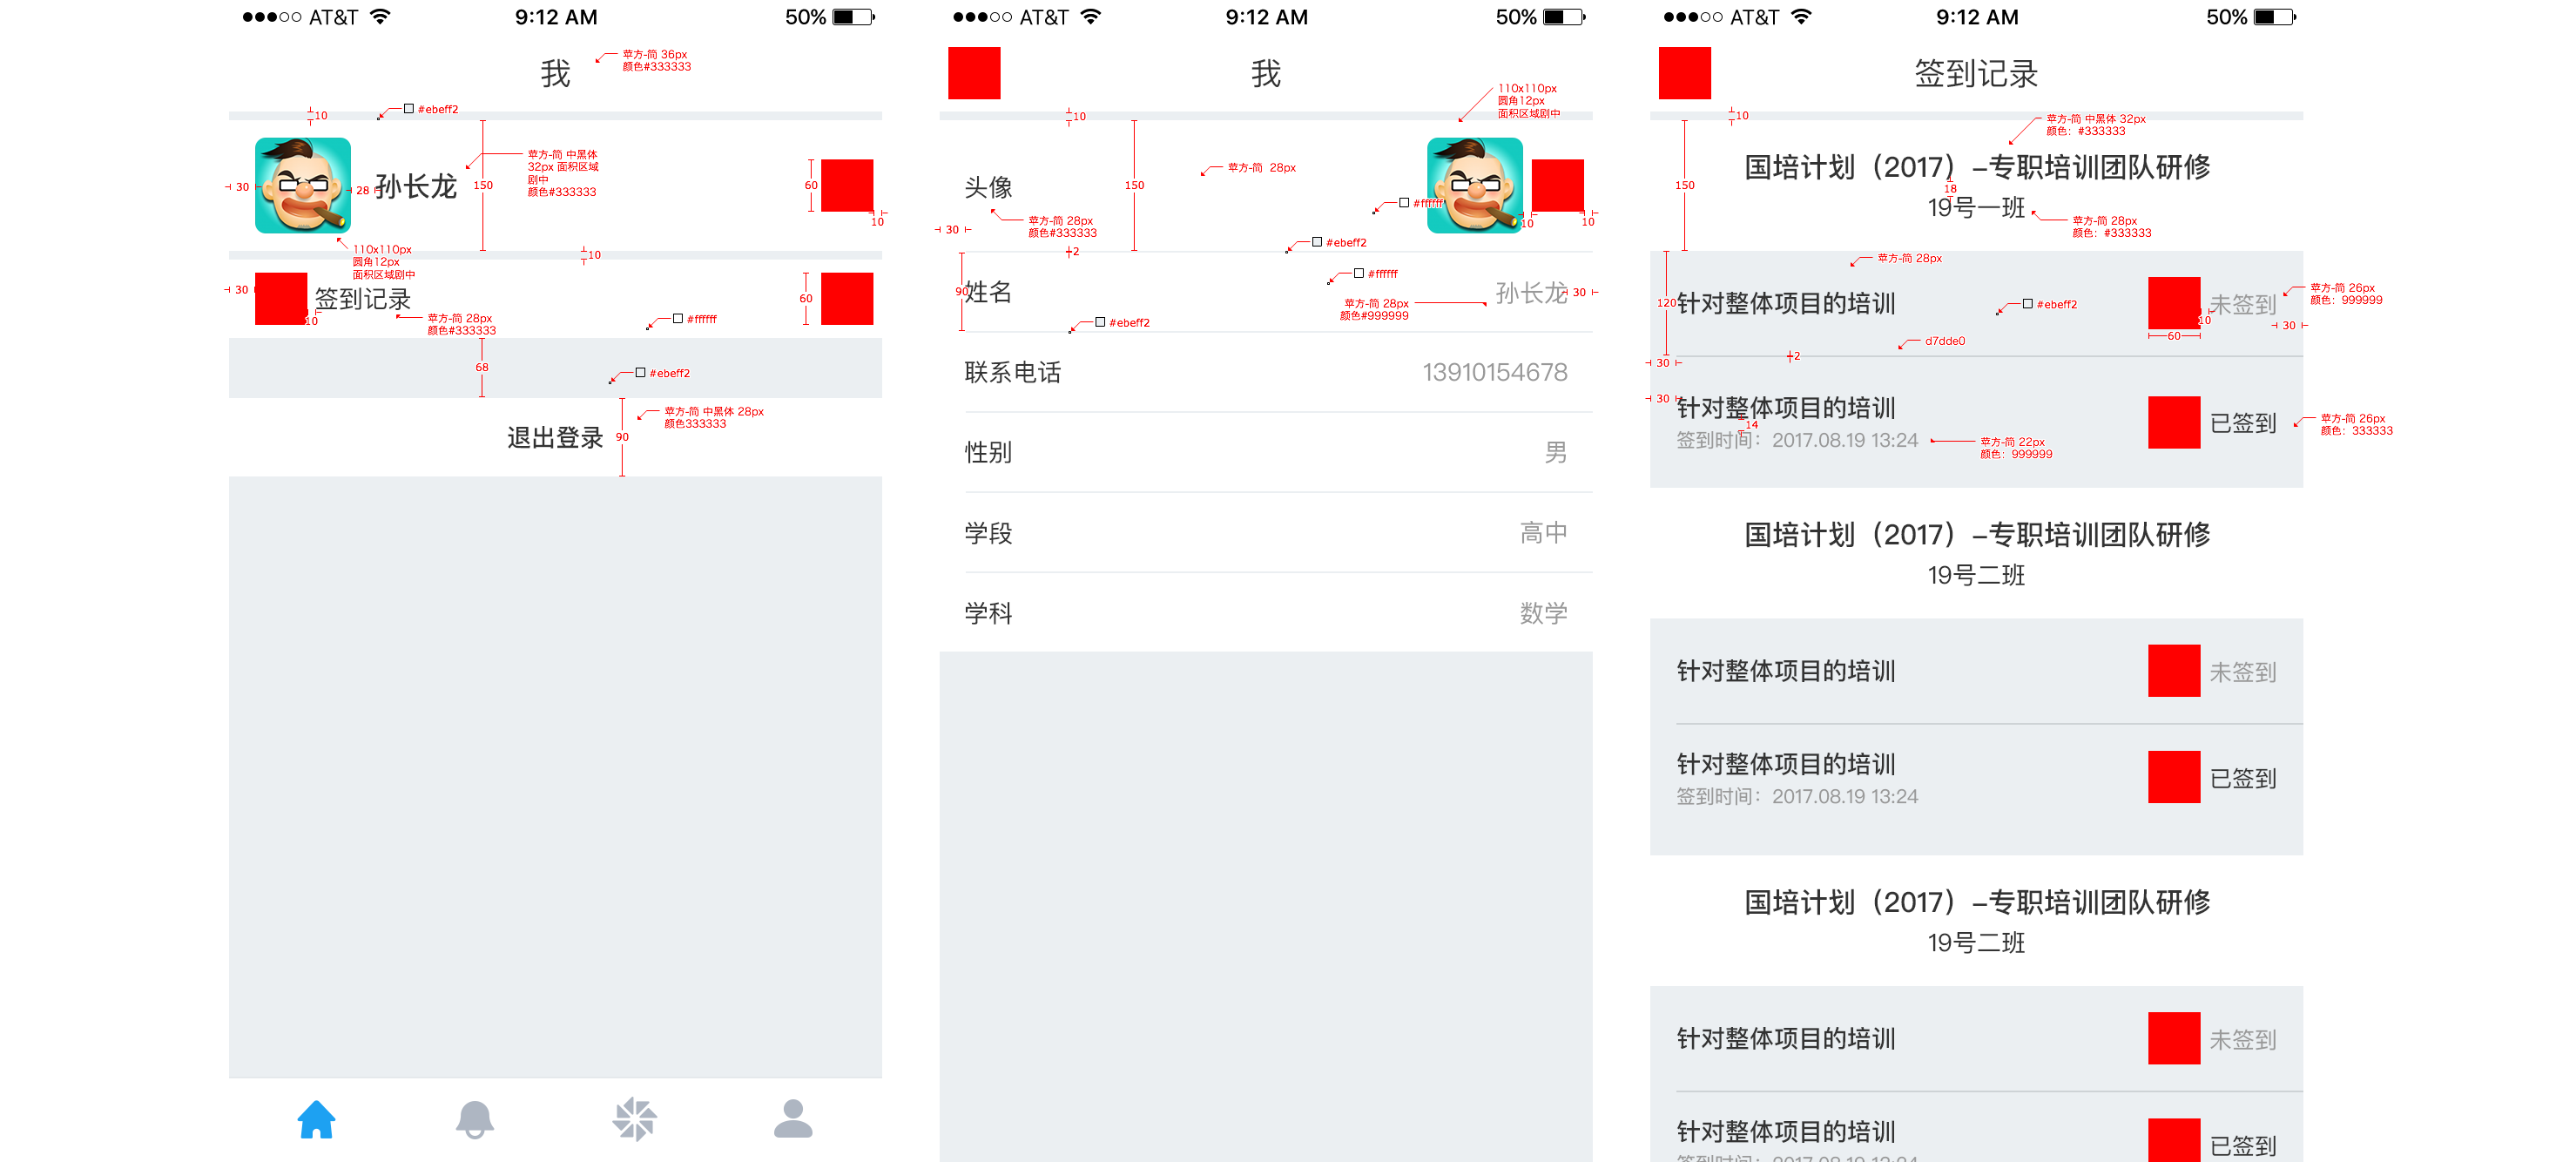 AT&T 9:12 AM 50%
我
苹方-简 36px
颜色#333333
10
#ebeff2
30
28
孙长龙
150
苹方-简 中黑体
32px 面积区域
剧中
颜色#333333
60
10
110x110px
圆角12px
面积区域剧中
10
30
签到记录
10
苹方-简 28px
颜色#333333
#ffffff
60
68
#ebeff2
苹方-简 中黑体 28px
颜色333333
退出登录
90
AT&T 9:12 AM 50%
我
110x110px
圆角12px
面积区域剧中
10
苹方-简 28px
150
头像
#ffffff
10
10
苹方-简 28px
颜色#333333
30
2
#ebeff2
#ffffff
90
姓名
孙长龙
30
苹方-简 28px
颜色#999999
#ebeff2
联系电话 13910154678
性别 男
学段 高中
学科 数学
AT&T 9:12 AM 50%
签到记录
10
苹方-简 中黑体 32px
颜色：#333333
国培计划（2017）-专职培训团队研修
150
18
19号一班
苹方-简 28px
颜色：#333333
苹方-简 28px
120
针对整体项目的培训
#ebeff2
未签到
10
60
苹方-简 26px
颜色：999999
30
d7dde0
2
30
30
针对整体项目的培训
14
签到时间：2017.08.19 13:24
苹方-简 22px
颜色：999999
已签到
苹方-简 26px
颜色：333333
国培计划（2017）-专职培训团队研修
19号二班
针对整体项目的培训 未签到
针对整体项目的培训
签到时间：2017.08.19 13:24
已签到
国培计划（2017）-专职培训团队研修
19号二班
针对整体项目的培训 未签到
针对整体项目的培训
已签到
签到时间：2017.08.19 13:24